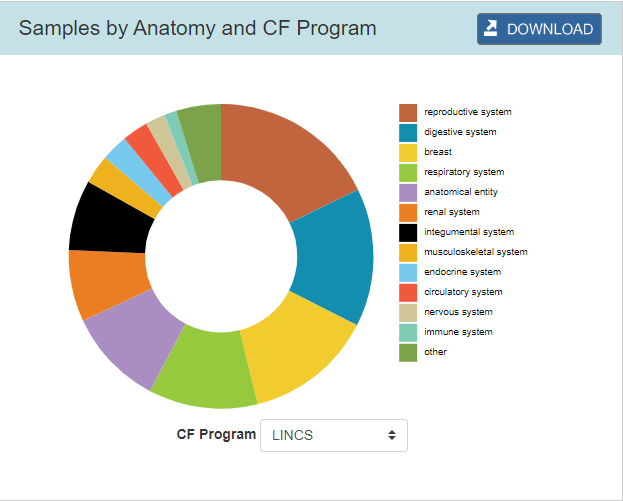 Samples by Anatomy and CF Program
DOWNLOAD
reproductive system
digestive system
breast
respiratory system
anatomical entity
renal system
integumental system
musculoskeletal system
endocrine system
circulatory system
nervous system
immune system
other
CF Program LINCS